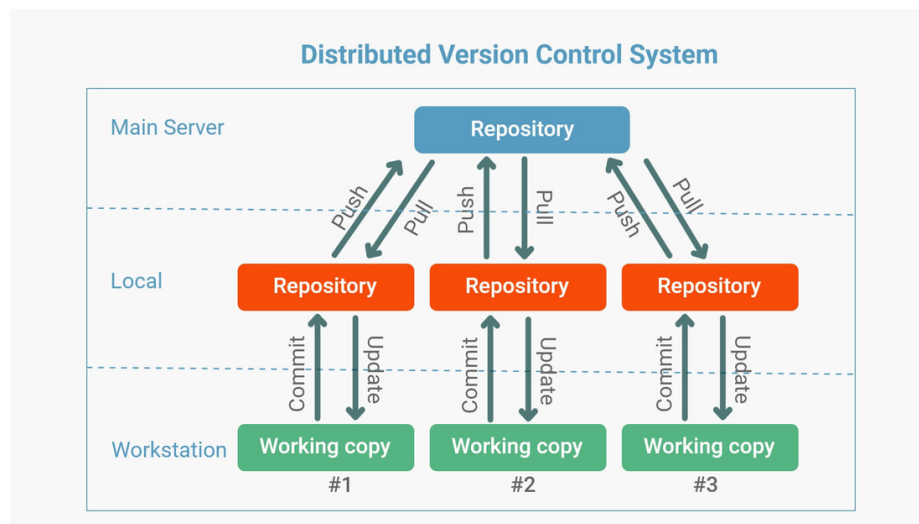 Distributed Version Control System
Main Server
Repository
Push
Pull
Push
Pull
Push
Pull
Local
Repository
Repository
Repository
Commit
Update
Commit
Update
Commit
Update
Workstation
Working copy
Working copy
Working copy
#1
#2
#3